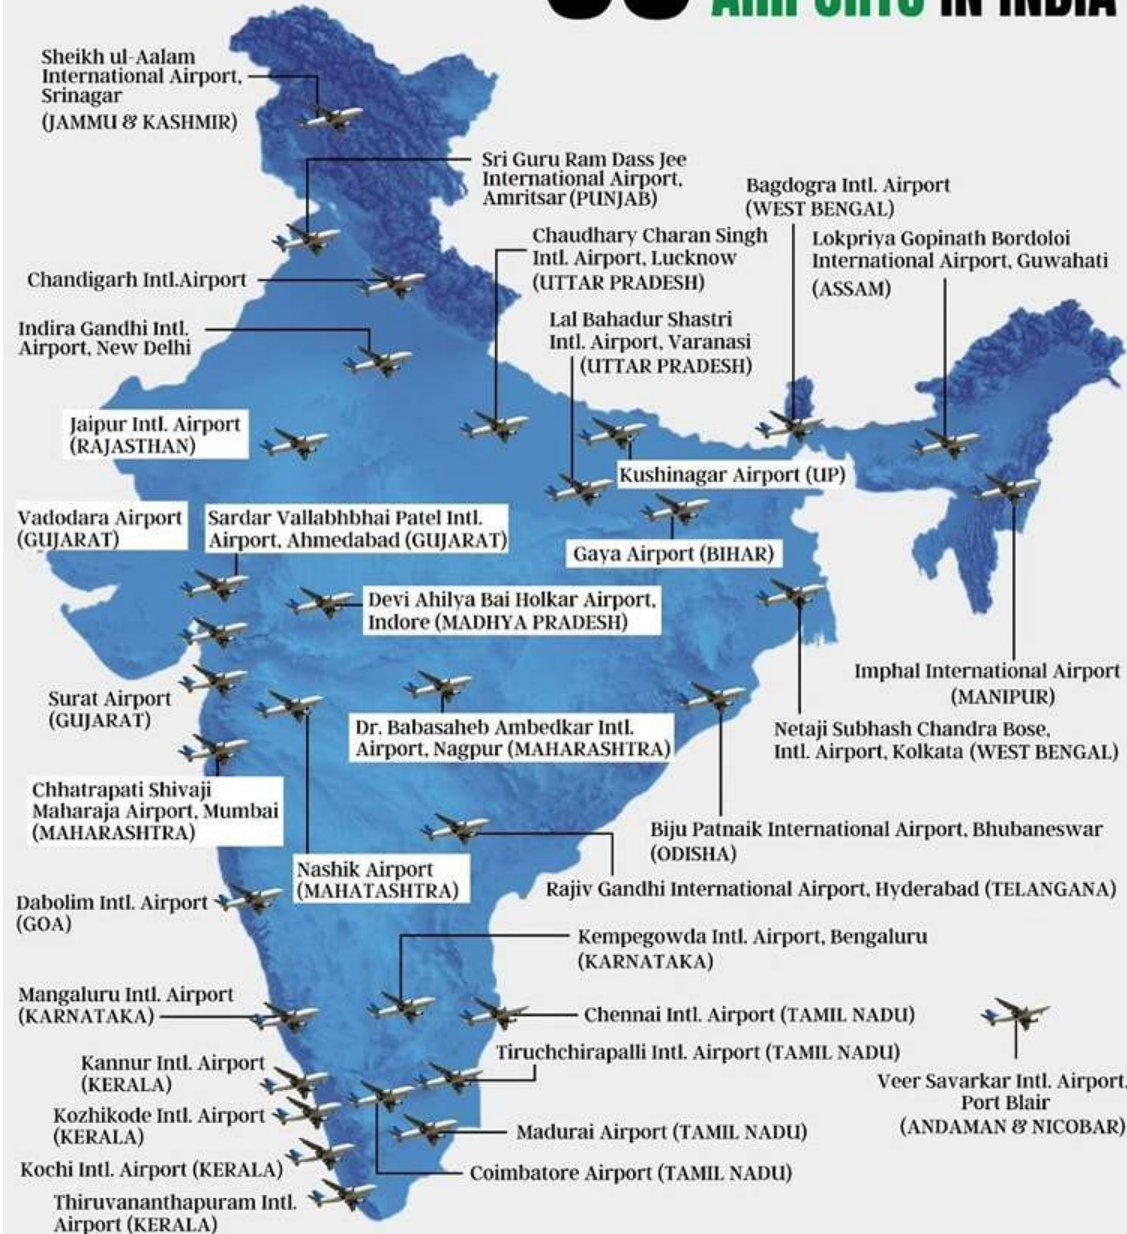 AIRPORTS IN INDIA
Sheikh ul-Aalam
International Airport,
Srinagar
(JAMMU & KASHMIR)
Sri Guru Ram Dass Jee
International Airport,
Amritsar (PUNJAB)
Bagdogra Intl. Airport
(WEST BENGAL)
Chaudhary Charan Singh
Intl. Airport, Lucknow
(UTTAR PRADESH)
Lokpriya Gopinath Bordoloi
International Airport, Guwahati
(ASSAM)
Chandigarh Intl.Airport
Indira Gandhi Intl.
Airport, New Delhi
Lal Bahadur Shastri
Intl. Airport, Varanasi
(UTTAR PRADESH)
Jaipur Intl. Airport
(RAJASTHAN)
Kushinagar Airport (UP)
Vadodara Airport
(GUJARAT)
Sardar Vallabhbhai Patel Intl.
Airport, Ahmedabad (GUJARAT)
Gaya Airport (BIHAR)
Devi Ahilya Bai Holkar Airport,
Indore (MADHYA PRADESH)
Imphal International Airport
(MANIPUR)
Surat Airport
(GUJARAT)
Dr. Babasaheb Ambedkar Intl.
Airport, Nagpur (MAHARASHTRA)
Netaji Subhash Chandra Bose,
Intl. Airport, Kolkata (WEST BENGAL)
Chhatrapati Shivaji
Maharaja Airport, Mumbai
(MAHARASHTRA)
Biju Patnaik International Airport, Bhubaneswar
(ODISHA)
Nashik Airport
(MAHATASHTRA)
Rajiv Gandhi International Airport, Hyderabad (TELANGANA)
Dabolim Intl. Airport
(GOA)
Kempegowda Intl. Airport, Bengaluru
(KARNATAKA)
Mangaluru Intl. Airport
(KARNATAKA)
Chennai Intl. Airport (TAMIL NADU)
Tiruchchirapalli Intl. Airport (TAMIL NADU)
Kannur Intl. Airport
(KERALA)
Veer Savarkar Intl. Airport,
Port Blair
(ANDAMAN & NICOBAR)
Kozhikode Intl. Airport
(KERALA)
Madurai Airport (TAMIL NADU)
Kochi Intl. Airport (KERALA)
Coimbatore Airport (TAMIL NADU)
Thiruvananthapuram Intl.
Airport (KERALA)